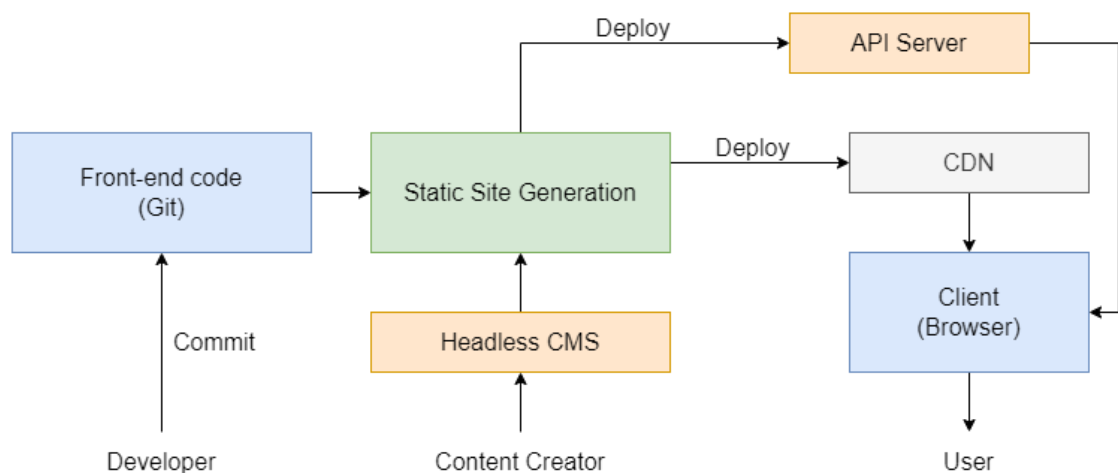 Deploy
API Server
Front-end code
(Git)
Static Site Generation
Deploy
CDN
Commit
Headless CMS
Client
(Browser)
Developer
Content Creator
User